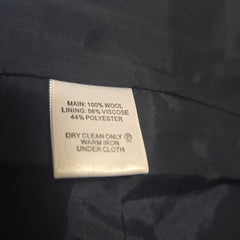 MAIN: 100% WOOL
LINING: 56% VISCOSE
44% POLYESTER
DRY CLEAN ONLY Ⓟ
WARM IRON
UNDER CLOTH